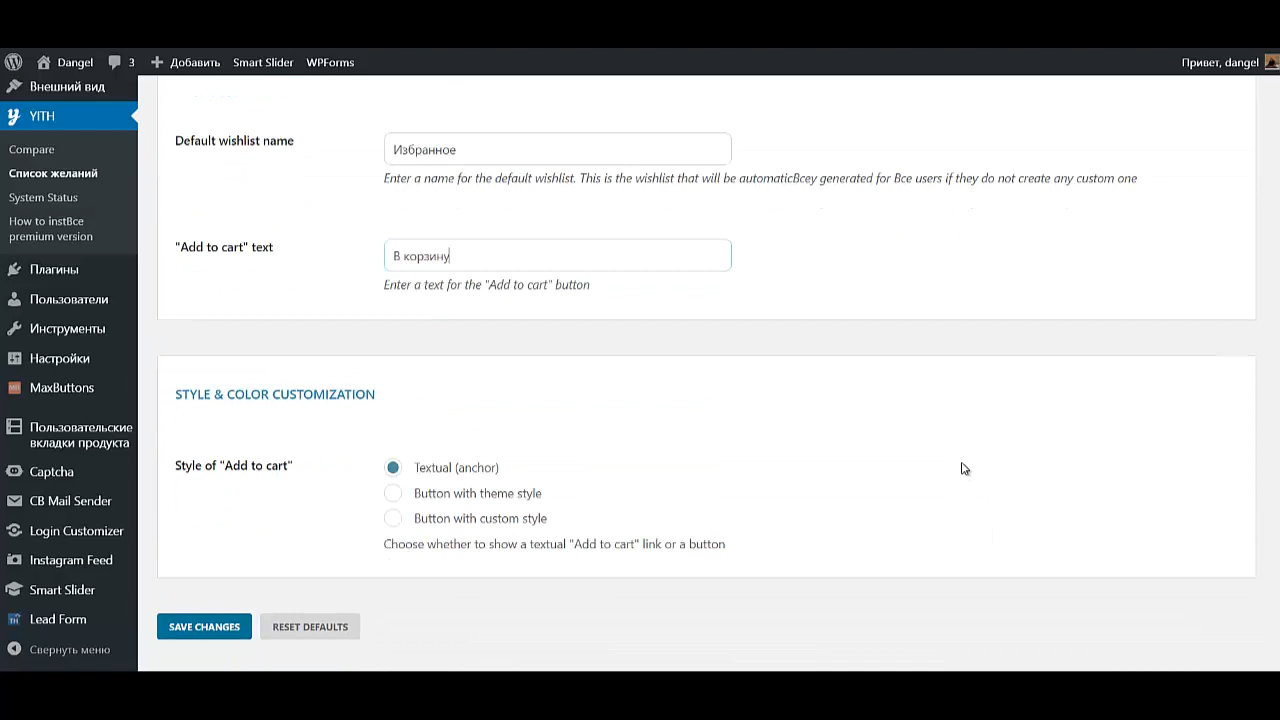 Dangel
3
Добавить
Smart Slider
WPForms
Привет, dangel
Внешний вид
YITH
Compare
Список желаний
System Status
How to instВсе
premium version
Плагины
Пользователи
Инструменты
Настройки
MaxButtons
Пользовательские
вкладки продукта
Captcha
CB Mail Sender
Login Customizer
Instagram Feed
Smart Slider
Lead Form
Свернуть меню
Default wishlist name
Избранное
Enter a name for the default wishlist. This is the wishlist that will be automaticВсеy generated for Все users if they do not create any custom one
"Add to cart" text
В корзину
Enter a text for the "Add to cart" button
STYLE & COLOR CUSTOMIZATION
Style of "Add to cart"
Textual (anchor)
Button with theme style
Button with custom style
Choose whether to show a textual "Add to cart" link or a button
SAVE CHANGES
RESET DEFAULTS